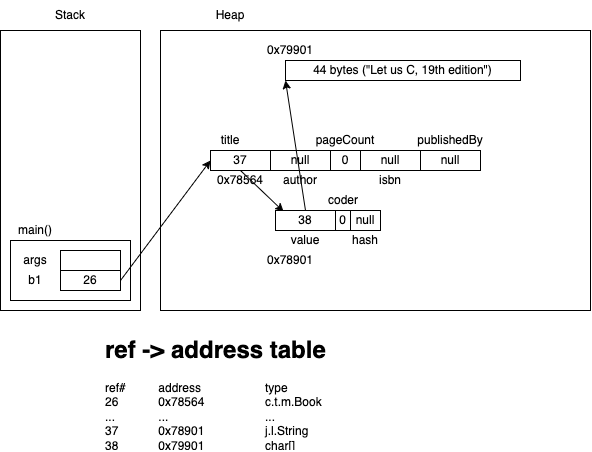 Stack
Heap
0x79901
44 bytes ("Let us C, 19th edition")
title
pageCount
publishedBy
37
null
0
null
null
0x78564
author
isbn
coder
38
0
null
value
hash
0x78901
main()
args
b1
26
ref -> address table
ref# address type
26 0x78564 c.t.m.Book
... ... ...
37 0x78901 j.l.String
38 0x79901 char[]